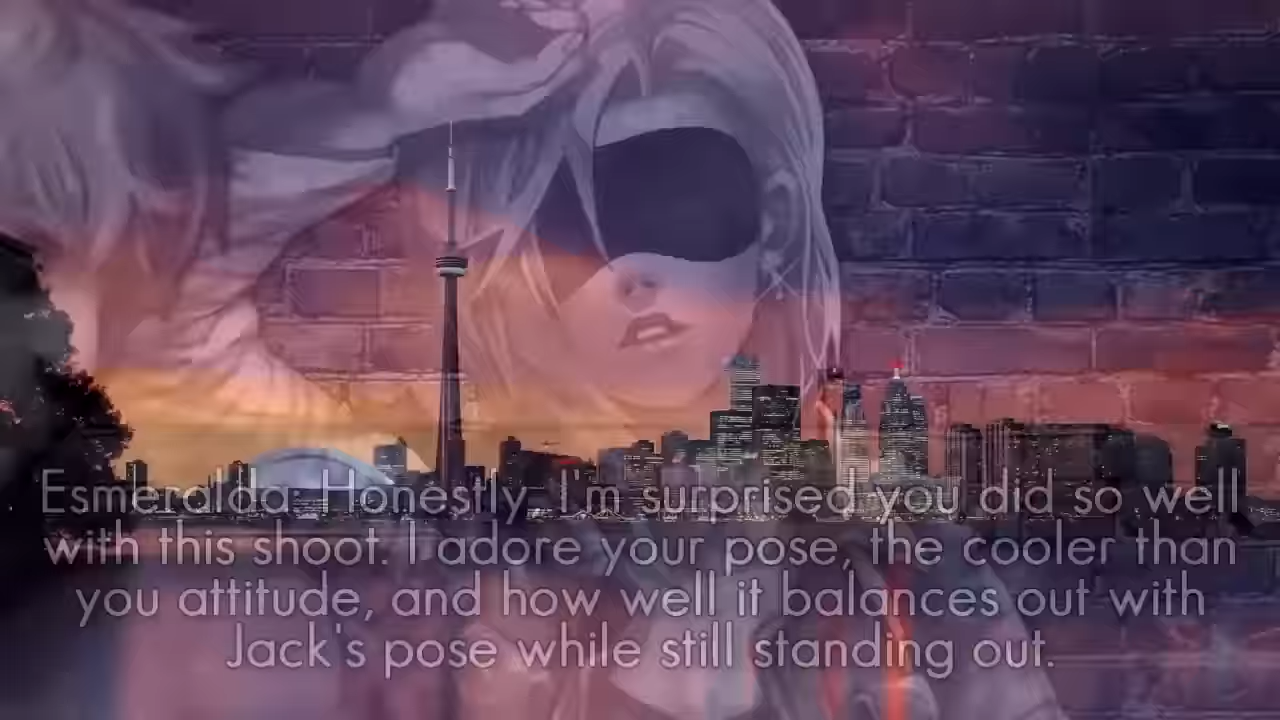 Esmeralda. Honestly. I'm surprised you did so well
with this shoot. I adore your pose, the cooler than
you attitude, and how well it balances out with
Jack's pose while still standing out.